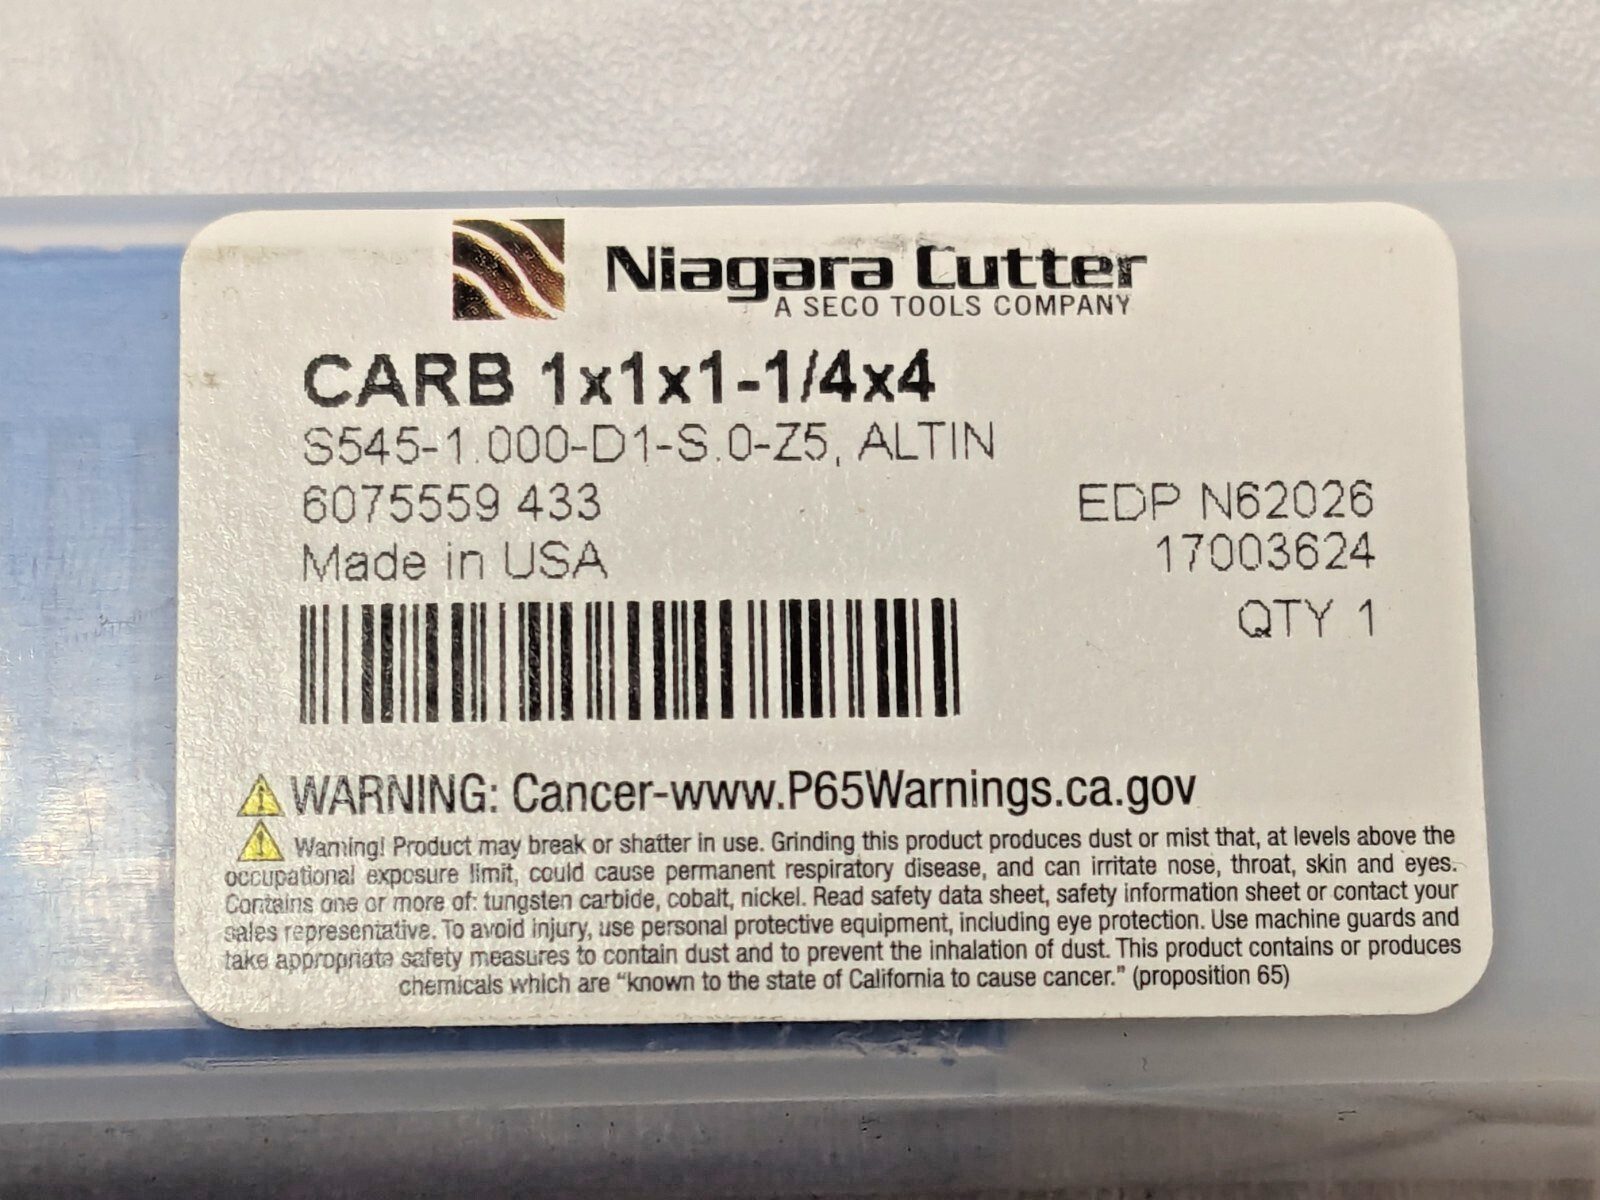 Niagara Cutter
A SECO TOOLS COMPANY
CARB 1x1x1-1/4x4
S545-1.000-D1-S.0-Z5, ALTIN
6075559 433
EDP N62026
Made in USA
17003624
QTY 1
WARNING: Cancer-www.P65Warnings.ca.gov
Warning! Product may break or shatter in use. Grinding this product produces dust or mist that, at levels above the
occupational exposure limit, could cause permanent respiratory disease, and can irritate nose, throat, skin and eyes.
Contains one or more of: tungsten carbide, cobalt, nickel. Read safety data sheet, safety information sheet or contact your
sales representative. To avoid injury, use personal protective equipment, including eye protection. Use machine guards and
take appropriate safety measures to contain dust and to prevent the inhalation of dust. This product contains or produces
chemicals which are “known to the state of California to cause cancer.” (proposition 65)